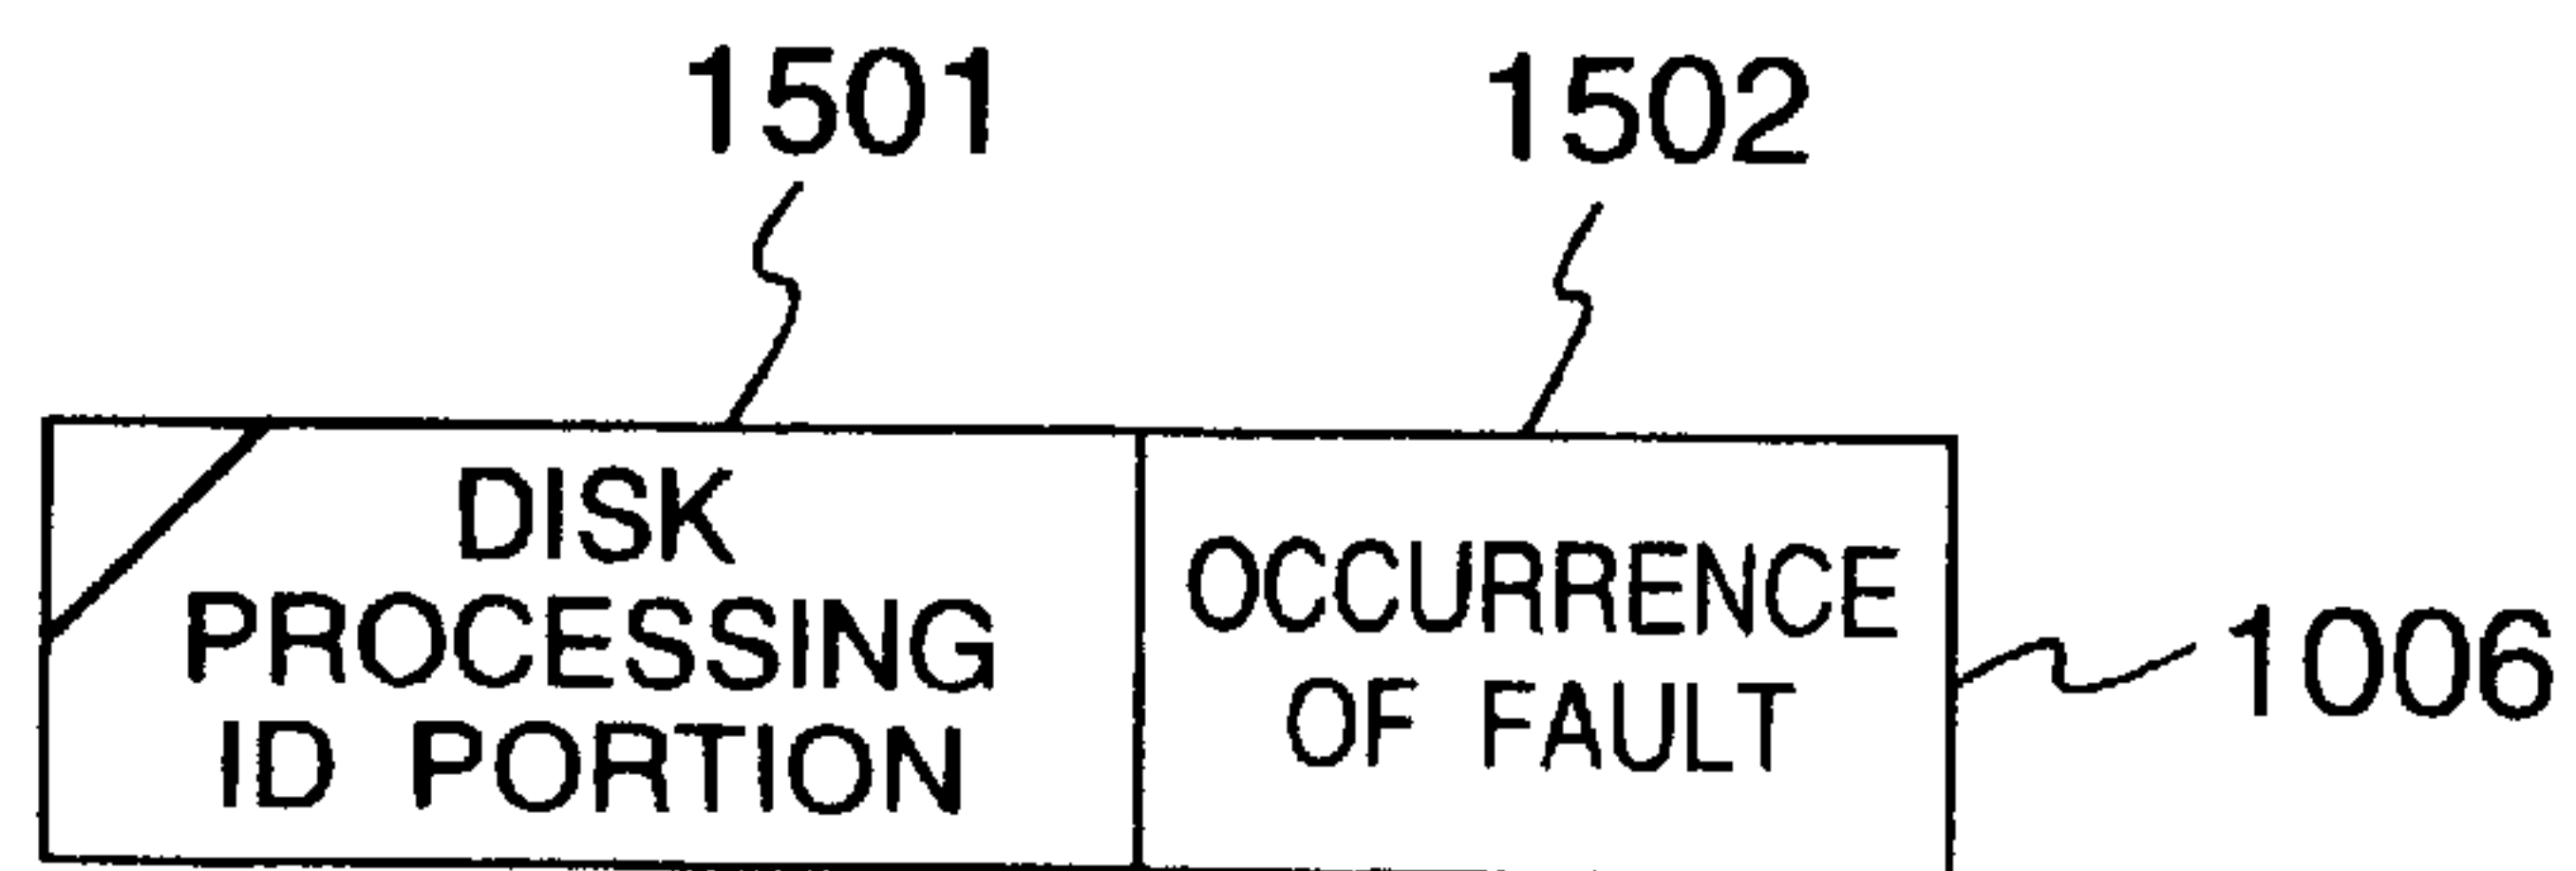 1501
1502
DISK
PROCESSING
ID PORTION
OCCURRENCE
OF FAULT
1006